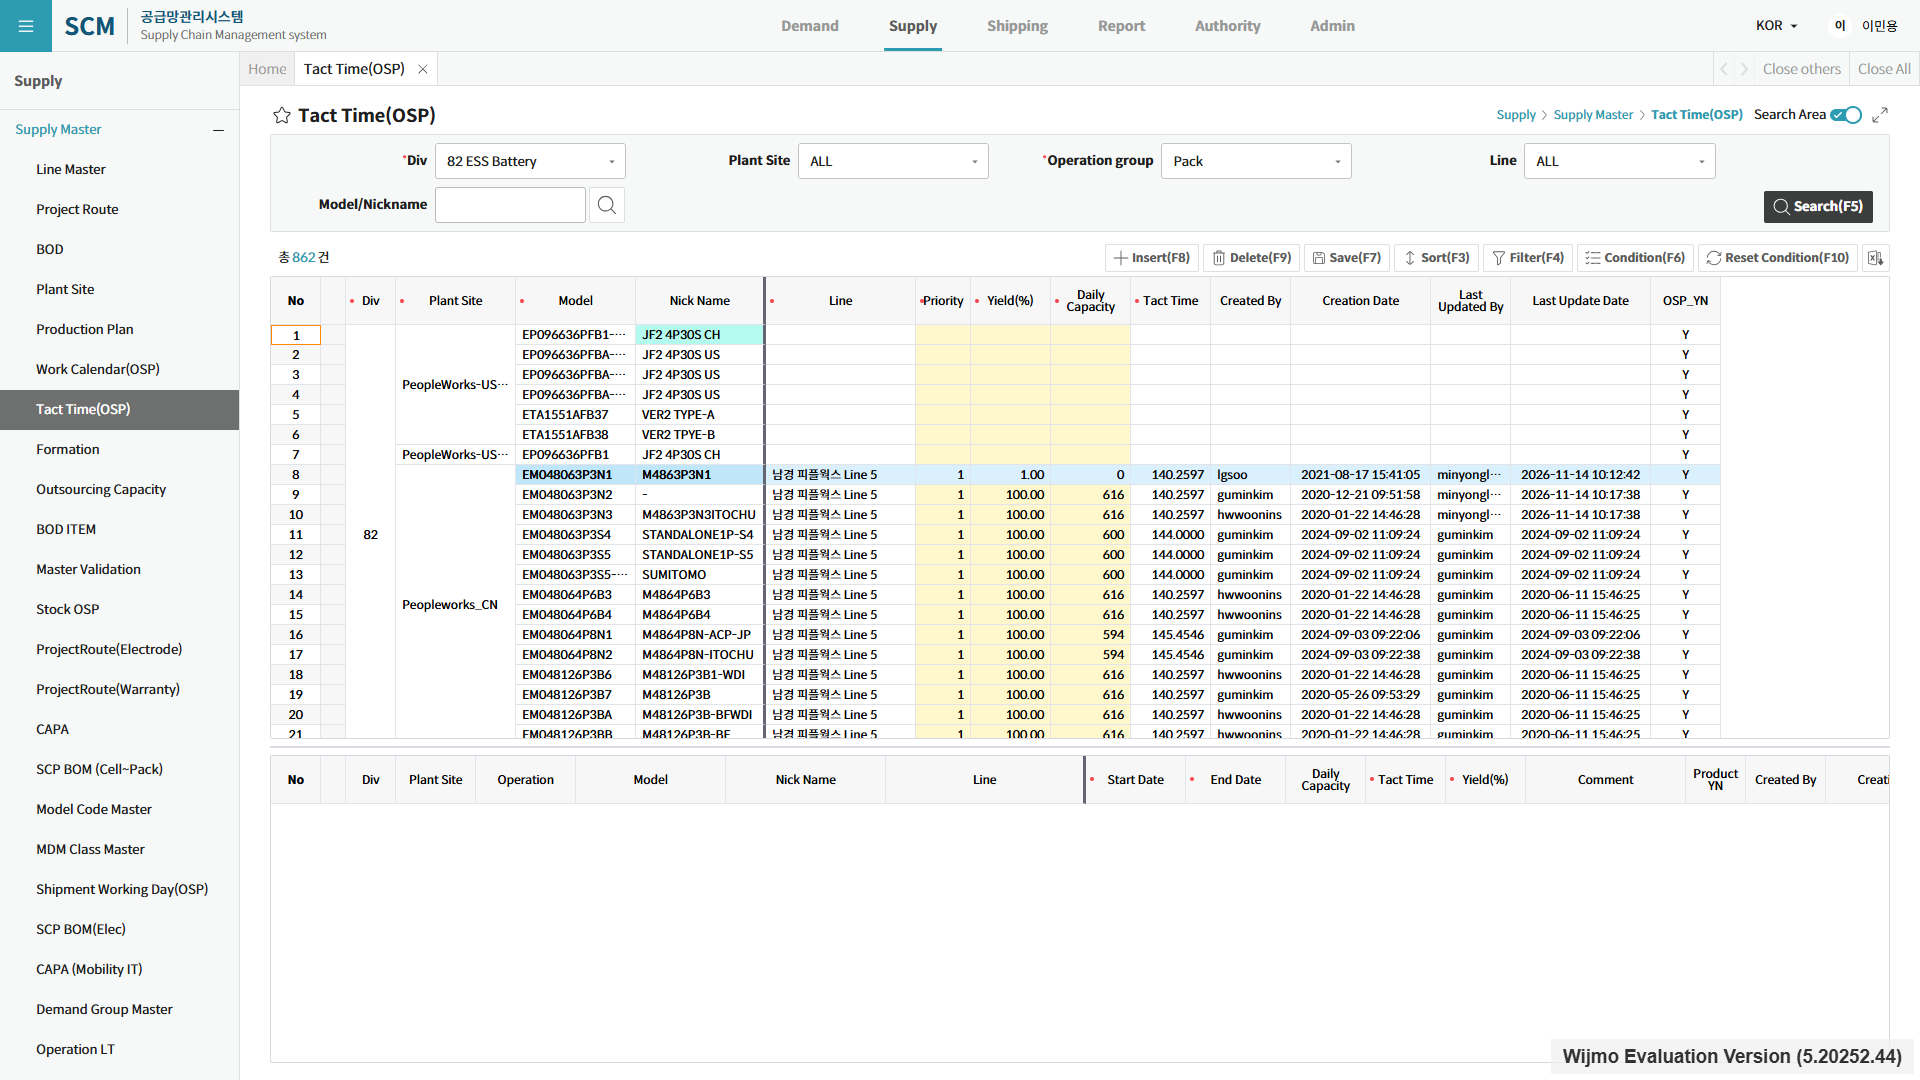 SCM 공급망관리시스템
Supply Chain Management system
Demand Supply Shipping Report Authority Admin
KOR 이 이민용
Supply
Home Tact Time(OSP) Close others Close All
Supply Master
Line Master
Project Route
BOD
Plant Site
Production Plan
Work Calendar(OSP)
Tact Time(OSP)
Formation
Outsourcing Capacity
BOD ITEM
Master Validation
Stock OSP
ProjectRoute(Electrode)
ProjectRoute(Warranty)
CAPA
SCP BOM (Cell~Pack)
Model Code Master
MDM Class Master
Shipment Working Day(OSP)
SCP BOM(Elec)
CAPA (Mobility IT)
Demand Group Master
Operation LT
Tact Time(OSP)
Supply > Supply Master > Tact Time(OSP) Search Area
*Div 82 ESS Battery Plant Site ALL *Operation group Pack Line ALL
Model/Nickname Search(F5)
총 862 건
Insert(F8) Delete(F9) Save(F7) Sort(F3) Filter(F4) Condition(F6) Reset Condition(F10)
No Div Plant Site Model Nick Name Line Priority Yield(%) Daily Capacity Tact Time Created By Creation Date Last Updated By Last Update Date OSP_YN
1 EP096636PFB1-··· JF2 4P30S CH Y
2 EP096636PFBA-··· JF2 4P30S US Y
3 EP096636PFBA-··· JF2 4P30S US Y
PeopleWorks-US···
4 EP096636PFBA-··· JF2 4P30S US Y
5 ETA1551AFB37 VER2 TYPE-A Y
6 ETA1551AFB38 VER2 TPYE-B Y
7 PeopleWorks-US··· EP096636PFB1 JF2 4P30S CH Y
8 EM048063P3N1 M4863P3N1 남경 피플웍스 Line 5 1 1.00 0 140.2597 lgsoo 2021-08-17 15:41:05 minyongl··· 2026-11-14 10:12:42 Y
9 EM048063P3N2 - 남경 피플웍스 Line 5 1 100.00 616 140.2597 guminkim 2020-12-21 09:51:58 minyongl··· 2026-11-14 10:17:38 Y
10 EM048063P3N3 M4863P3N3ITOCHU 남경 피플웍스 Line 5 1 100.00 616 140.2597 hwwoonins 2020-01-22 14:46:28 minyongl··· 2026-11-14 10:17:38 Y
11 82 EM048063P3S4 STANDALONE1P-S4 남경 피플웍스 Line 5 1 100.00 600 144.0000 guminkim 2024-09-02 11:09:24 guminkim 2024-09-02 11:09:24 Y
12 EM048063P3S5 STANDALONE1P-S5 남경 피플웍스 Line 5 1 100.00 600 144.0000 guminkim 2024-09-02 11:09:24 guminkim 2024-09-02 11:09:24 Y
13 EM048063P3S5-··· SUMITOMO 남경 피플웍스 Line 5 1 100.00 600 144.0000 guminkim 2024-09-02 11:09:24 guminkim 2024-09-02 11:09:24 Y
14 EM048064P6B3 M4864P6B3 남경 피플웍스 Line 5 1 100.00 616 140.2597 hwwoonins 2020-01-22 14:46:28 guminkim 2020-06-11 15:46:25 Y
Peopleworks_CN
15 EM048064P6B4 M4864P6B4 남경 피플웍스 Line 5 1 100.00 616 140.2597 hwwoonins 2020-01-22 14:46:28 guminkim 2020-06-11 15:46:25 Y
16 EM048064P8N1 M4864P8N-ACP-JP 남경 피플웍스 Line 5 1 100.00 594 145.4546 guminkim 2024-09-03 09:22:06 guminkim 2024-09-03 09:22:06 Y
17 EM048064P8N2 M4864P8N-ITOCHU 남경 피플웍스 Line 5 1 100.00 594 145.4546 guminkim 2024-09-03 09:22:38 guminkim 2024-09-03 09:22:38 Y
18 EM048126P3B6 M48126P3B1-WDI 남경 피플웍스 Line 5 1 100.00 616 140.2597 hwwoonins 2020-01-22 14:46:28 guminkim 2020-06-11 15:46:25 Y
19 EM048126P3B7 M48126P3B 남경 피플웍스 Line 5 1 100.00 616 140.2597 guminkim 2020-05-26 09:53:29 guminkim 2020-06-11 15:46:25 Y
20 EM048126P3BA M48126P3B-BFWDI 남경 피플웍스 Line 5 1 100.00 616 140.2597 hwwoonins 2020-01-22 14:46:28 guminkim 2020-06-11 15:46:25 Y
21 EM048126P3BB M48126P3B-BF 남경 피플웍스 Line 5 1 100.00 616 140.2597 hwwoonins 2020-01-22 14:46:28 guminkim 2020-06-11 15:46:25 Y
No Div Plant Site Operation Model Nick Name Line Start Date End Date Daily Capacity Tact Time Yield(%) Comment Product YN Created By Creati
Wijmo Evaluation Version (5.20252.44)